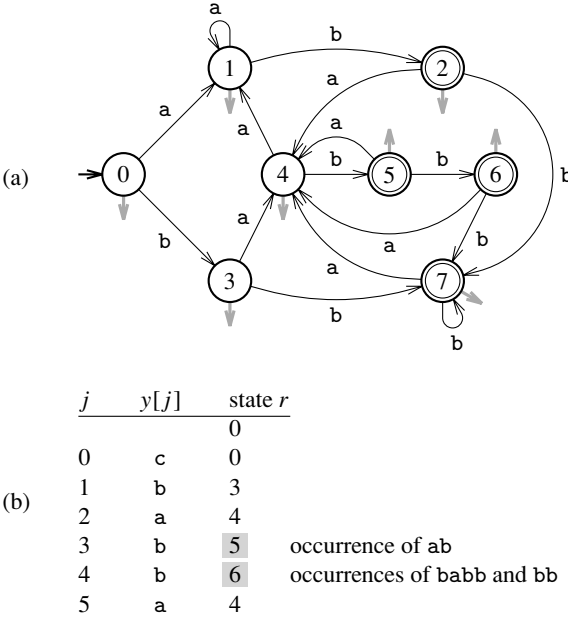 (a)
a
b
1
2
a
a
a
a
b
b
0
4
5
6
b
b
a
a
b
a
3
7
b
b
(b)
j y[j] state r
0
0 c 0
1 b 3
2 a 4
3 b 5 occurrence of ab
4 b 6 occurrences of babb and bb
5 a 4